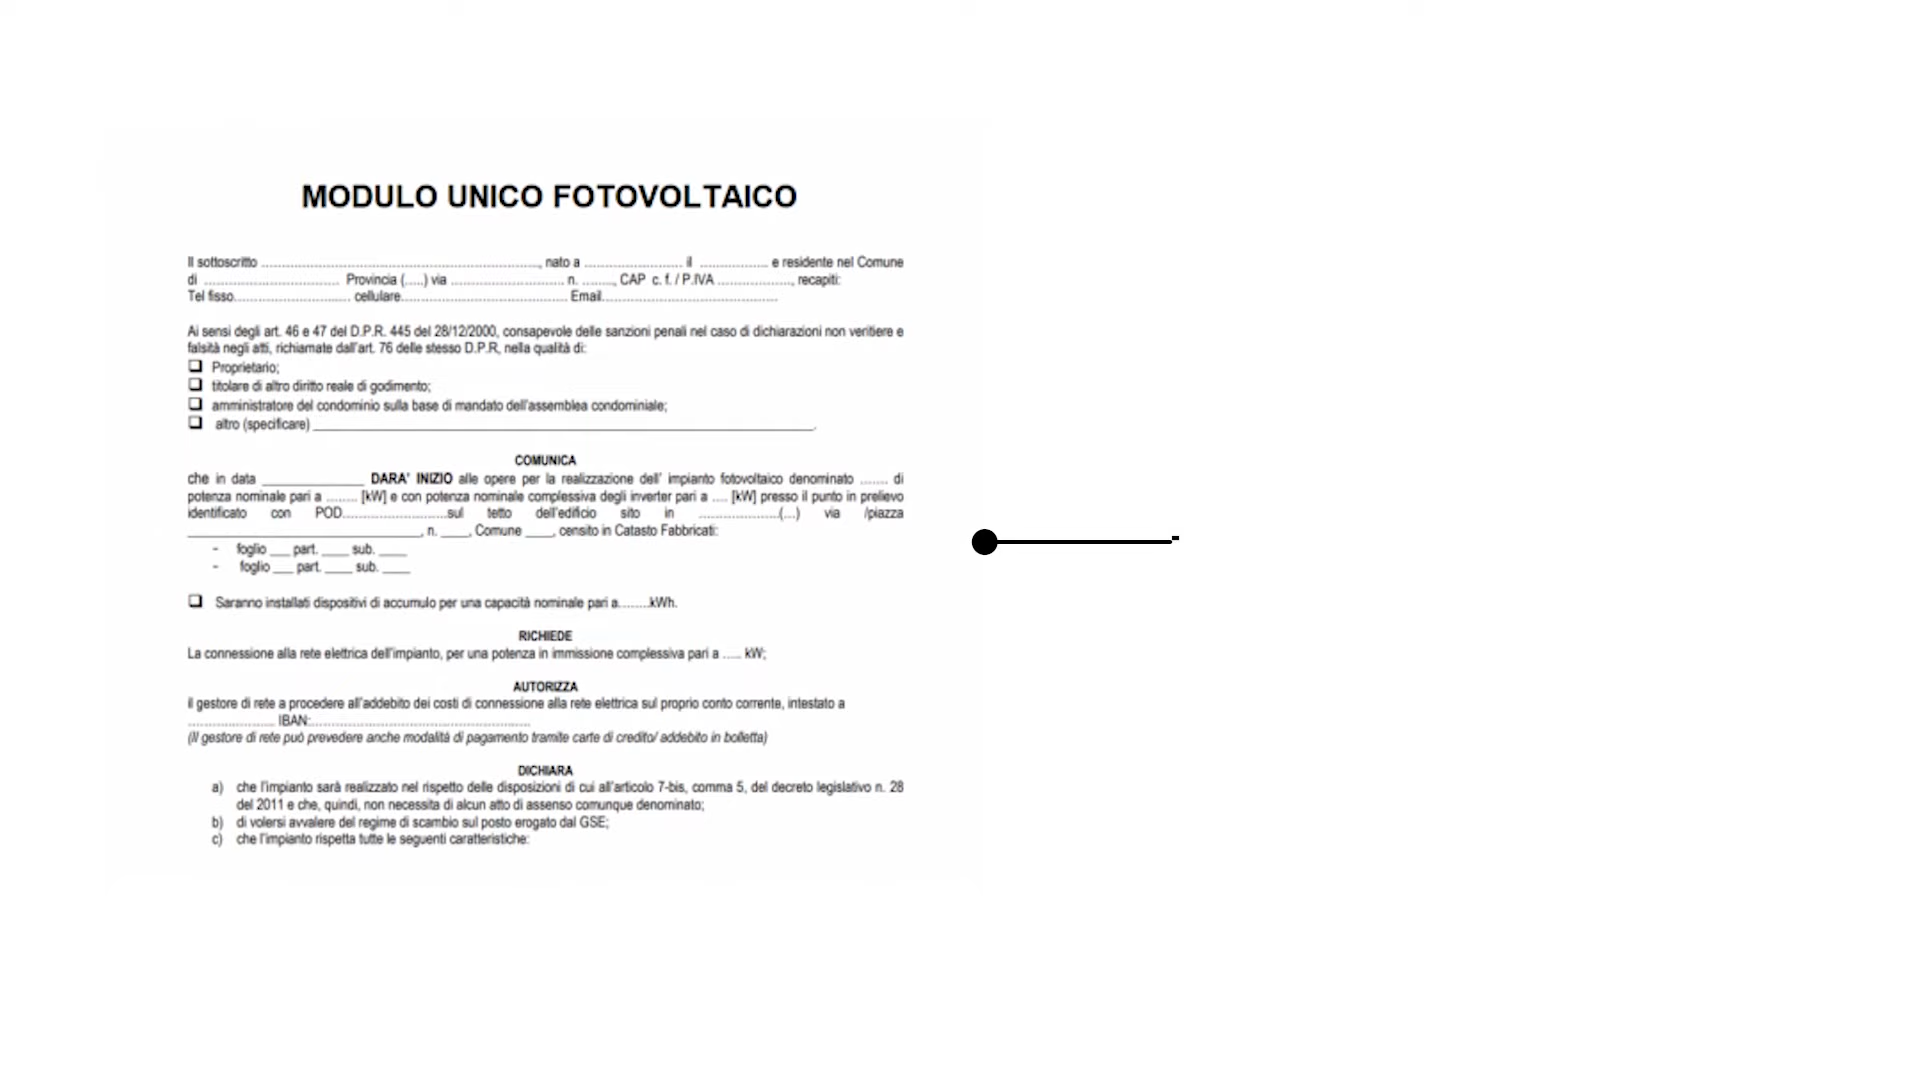 MODULO UNICO FOTOVOLTAICO
Il sottoscritto ................................................................................, nato a ............................ il .................... e residente nel Comune
di ....................................... Provincia (.....) via ................................. n. ........., CAP c. f. / P.IVA ....................., recapiti:
Tel fisso.................................. cellulare................................................ Email...................................................
Ai sensi degli art. 46 e 47 del D.P.R. 445 del 28/12/2000, consapevole delle sanzioni penali nel caso di dichiarazioni non veritiere e
falsità negli atti, richiamate dall'art. 76 delle stesso D.P.R, nella qualità di:
❑ Proprietario;
❑ titolare di altro diritto reale di godimento;
❑ amministratore del condominio sulla base di mandato dell'assemblea condominiale;
❑ altro (specificare) ______________________________________________________________________.
COMUNICA
che in data ______________ DARA' INIZIO alle opere per la realizzazione dell' impianto fotovoltaico denominato ........ di
potenza nominale pari a ......... [kW] e con potenza nominale complessiva degli inverter pari a .... [kW] presso il punto in prelievo
identificato con POD..............................sul tetto dell'edificio sito in .......................(...) via /piazza
________________________________, n. ____, Comune ____, censito in Catasto Fabbricati:
- foglio ___ part. ____ sub. ____
- foglio ___ part. ____ sub. ____
❑ Saranno installati dispositivi di accumulo per una capacità nominale pari a.........kWh.
RICHIEDE
La connessione alla rete elettrica dell'impianto, per una potenza in immissione complessiva pari a ..... kW;
AUTORIZZA
il gestore di rete a procedere all'addebito dei costi di connessione alla rete elettrica sul proprio conto corrente, intestato a
......................... IBAN:...............................................................
(Il gestore di rete può prevedere anche modalità di pagamento tramite carte di credito/ addebito in bolletta)
DICHIARA
a) che l'impianto sarà realizzato nel rispetto delle disposizioni di cui all'articolo 7-bis, comma 5, del decreto legislativo n. 28
del 2011 e che, quindi, non necessita di alcun atto di assenso comunque denominato;
b) di volersi avvalere del regime di scambio sul posto erogato dal GSE;
c) che l'impianto rispetta tutte le seguenti caratteristiche: